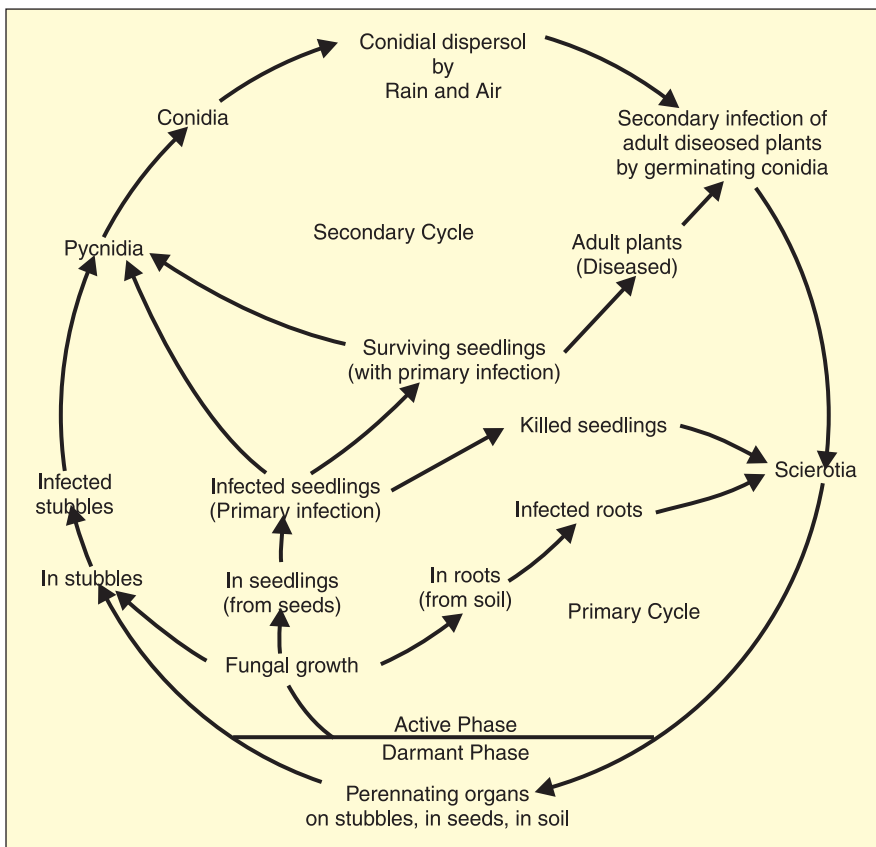 Conidial dispersol
by
Rain and Air
Conidia
Secondary infection of
adult diseosed plants
by germinating conidia
Secondary Cycle
Pycnidia
Adult plants
(Diseased)
Surviving seedlings
(with primary infection)
Killed seedlings
Scierotia
Infected
stubbles
Infected seedlings
(Primary infection)
Infected roots
In stubbles
In seedlings
(from seeds)
In roots
(from soil)
Primary Cycle
Fungal growth
Active Phase
Darmant Phase
Perennating organs
on stubbles, in seeds, in soil